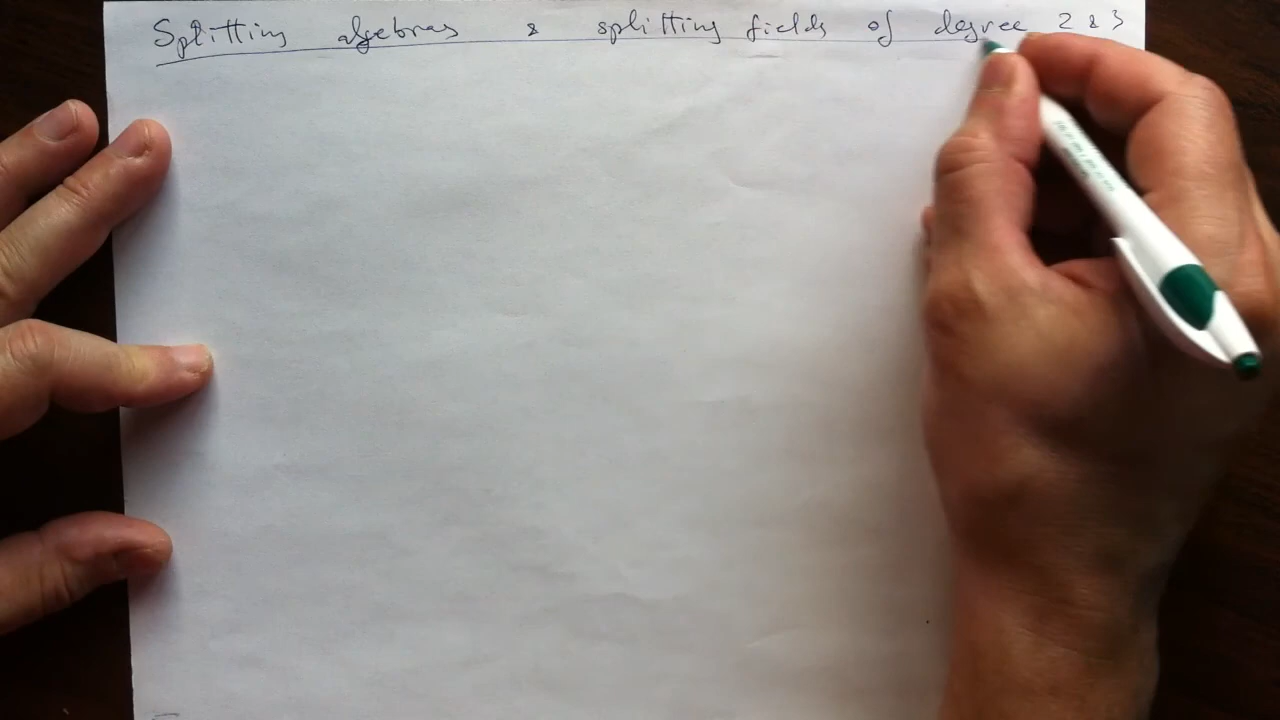 Splitting algebras & splitting fields of degree 2 & 3